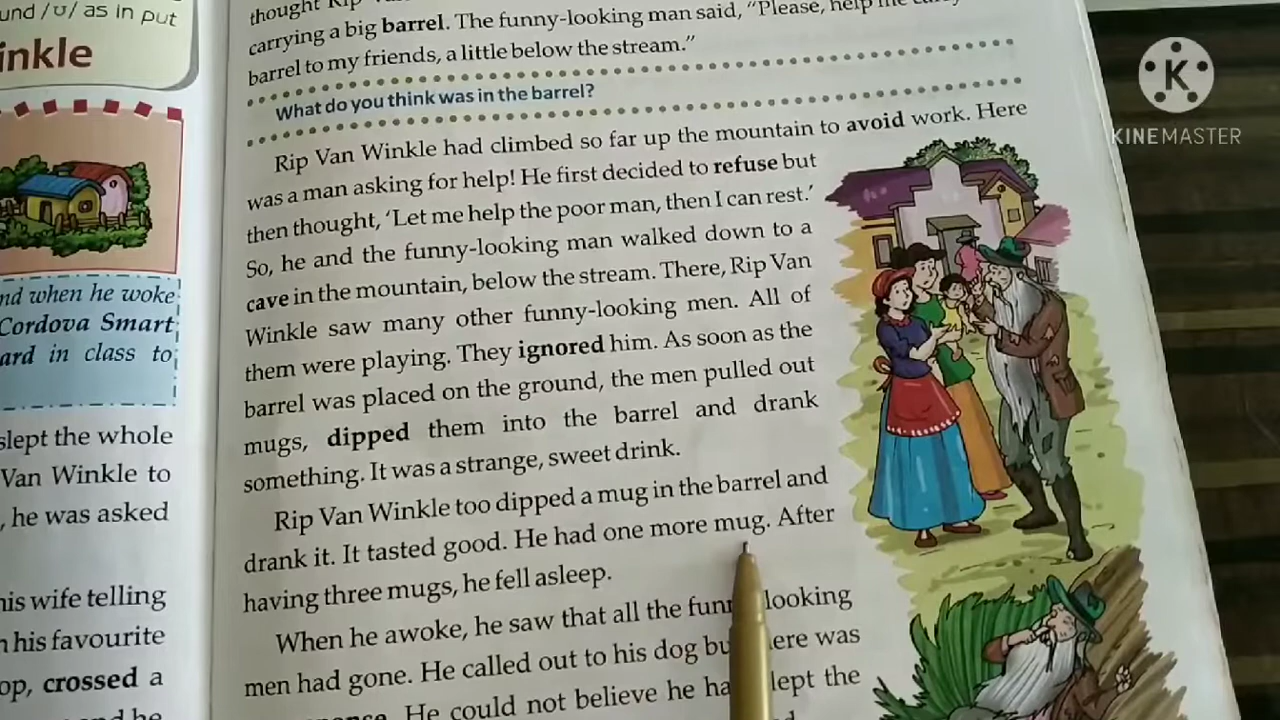 und /ʊ/ as in put
inkle
nd when he woke
Cordova Smart
ard in class to
slept the whole
Van Winkle to
, he was asked
his wife telling
his favourite
op, crossed a
thought Rip
carrying a big barrel. The funny-looking man said, "Please, help me
barrel to my friends, a little below the stream."
What do you think was in the barrel?
Rip Van Winkle had climbed so far up the mountain to avoid work. Here
was a man asking for help! He first decided to refuse but
then thought, 'Let me help the poor man, then I can rest.'
So, he and the funny-looking man walked down to a
cave in the mountain, below the stream. There, Rip Van
Winkle saw many other funny-looking men. All of
them were playing. They ignored him. As soon as the
barrel was placed on the ground, the men pulled out
mugs, dipped them into the barrel and drank
something. It was a strange, sweet drink.
Rip Van Winkle too dipped a mug in the barrel and
drank it. It tasted good. He had one more mug. After
having three mugs, he fell asleep.
When he awoke, he saw that all the fun looking
men had gone. He called out to his dog bu here was
He could not believe he ha lept the
K
KINEMASTER